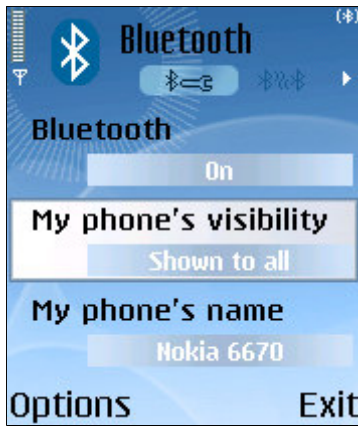 Bluetooth
Bluetooth
On
My phone's visibility
Shown to all
My phone's name
Nokia 6670
Options Exit